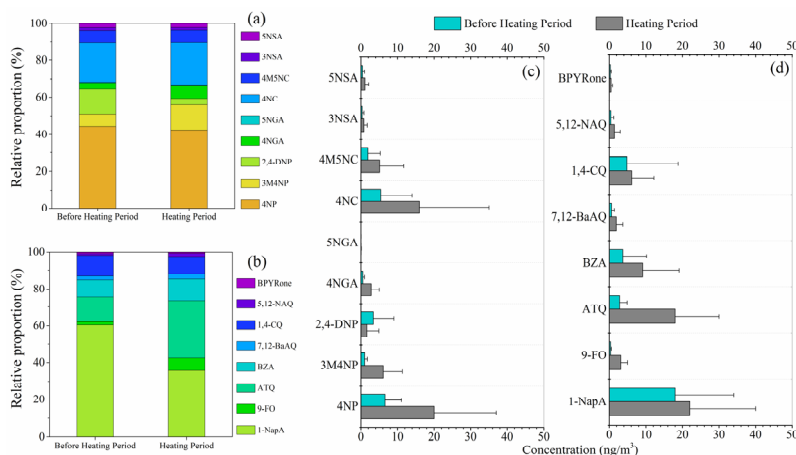 (a)
Relative proportion (%)
100
80
60
40
20
0
Before Heating Period
Heating Period
5NSA
3NSA
4M5NC
4NC
5NGA
4NGA
2,4-DNP
3M4NP
4NP
(b)
Relative proportion (%)
100
80
60
40
20
0
Before Heating Period
Heating Period
BPYRone
5,12-NAQ
1,4-CQ
7,12-BaAQ
BZA
ATQ
9-FO
1-NapA
Before Heating Period
Heating Period
0 10 20 30 40 50
(c)
5NSA
3NSA
4M5NC
4NC
5NGA
4NGA
2,4-DNP
3M4NP
4NP
0 10 20 30 40 50
0 10 20 30 40 50
(d)
BPYRone
5,12-NAQ
1,4-CQ
7,12-BaAQ
BZA
ATQ
9-FO
1-NapA
0 10 20 30 40 50
Concentration (ng/m³)